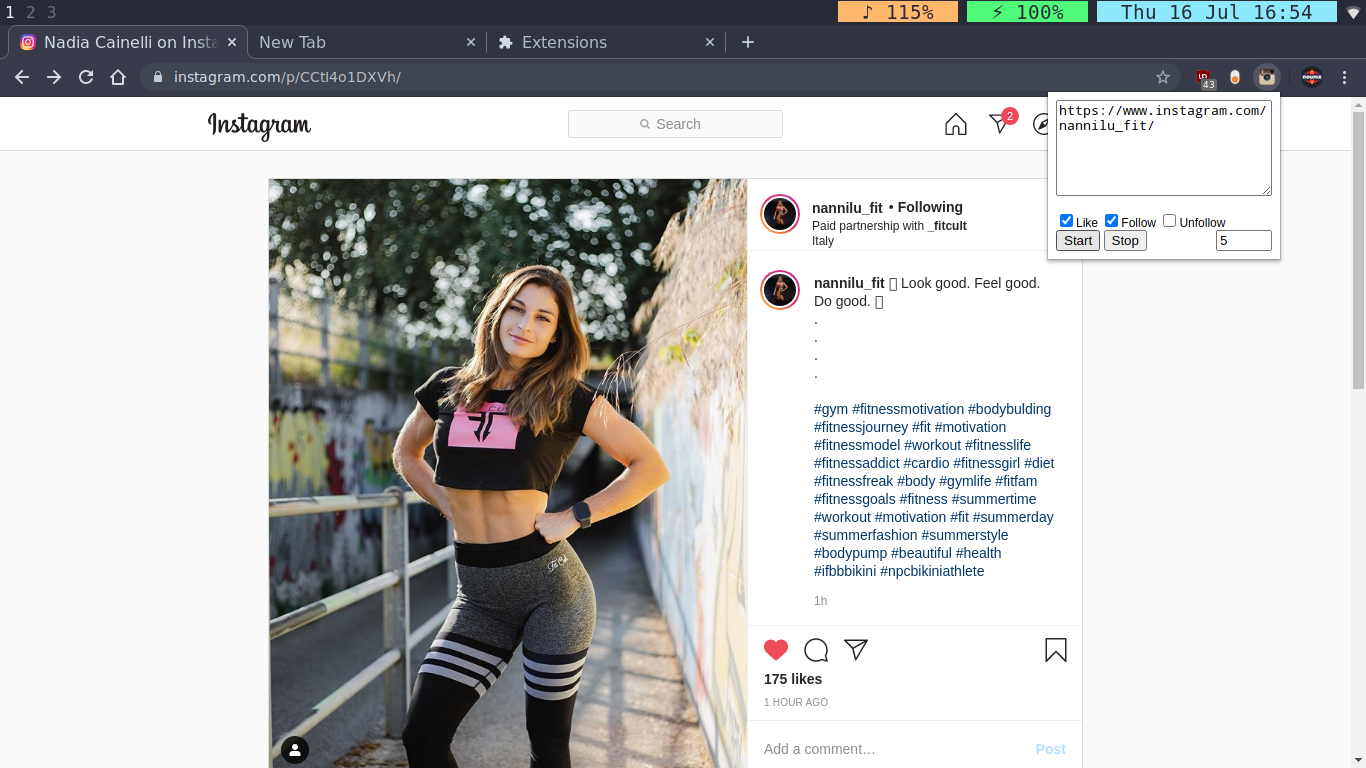 1 2 3
♪ 115%
⚡ 100%
Thu 16 Jul 16:54
Nadia Cainelli on Insta
New Tab
Extensions
instagram.com/p/CCtI4o1DXVh/
43
Instagram
Search
2
https://www.instagram.com/
nannilu_fit/
Like Follow Unfollow
Start Stop 5
nannilu_fit • Following
Paid partnership with _fitcult
Italy
nannilu_fit ▯ Look good. Feel good.
Do good. ▯
.
.
.
.
#gym #fitnessmotivation #bodybulding
#fitnessjourney #fit #motivation
#fitnessmodel #workout #fitnesslife
#fitnessaddict #cardio #fitnessgirl #diet
#fitnessfreak #body #gymlife #fitfam
#fitnessgoals #fitness #summertime
#workout #motivation #fit #summerday
#summerfashion #summerstyle
#bodypump #beautiful #health
#ifbbbikini #npcbikiniathlete
1h
175 likes
1 HOUR AGO
Add a comment… Post